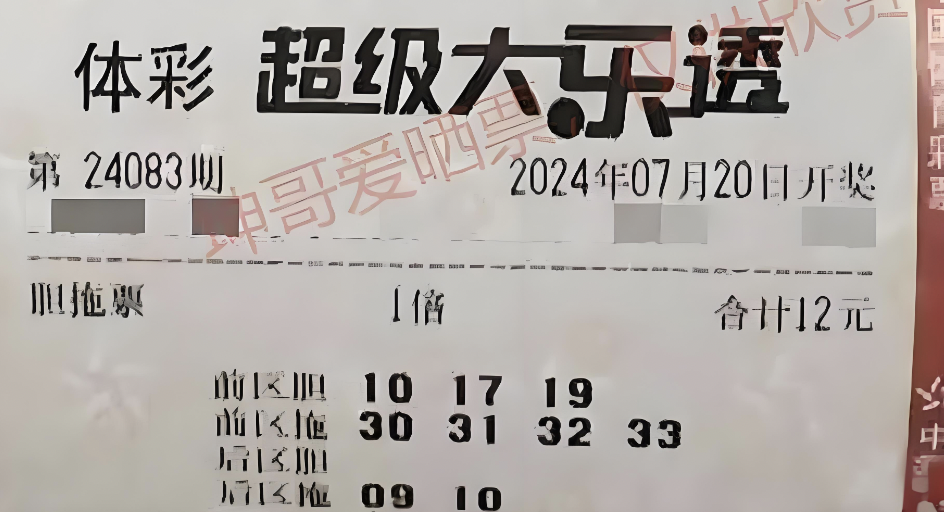 体彩 超级大乐透
第 24083期 2024年07月20日开奖
坤哥爱晒票
胆拖票 1倍 合计12元
前区胆 10 17 19
前区拖 30 31 32 33
后区胆
后区拖 09 10